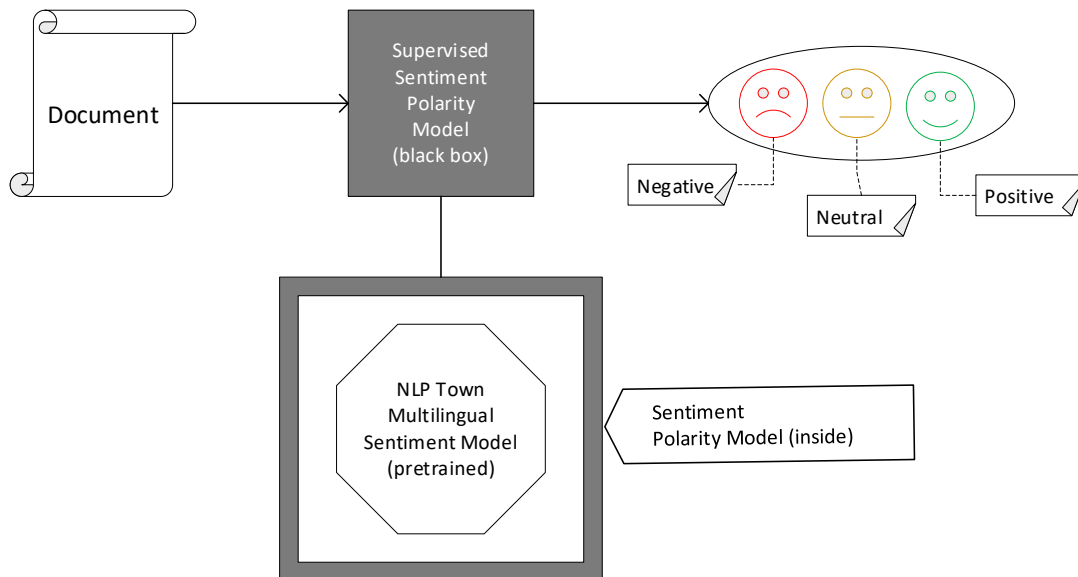 Document
Supervised
Sentiment
Polarity
Model
(black box)
Negative
Neutral
Positive
NLP Town
Multilingual
Sentiment Model
(pretrained)
Sentiment
Polarity Model (inside)